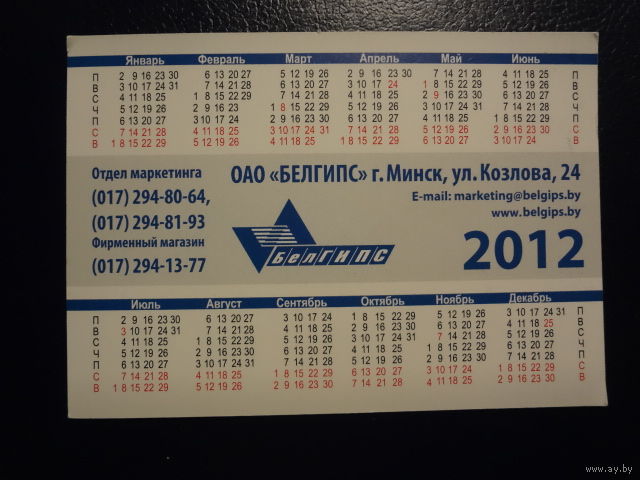 Январь Февраль Март Апрель Май Июнь
П 2 9 16 23 30 6 13 20 27 5 12 19 26 2 9 16 23 30 7 14 21 28 4 11 18 25 П
В 3 10 17 24 31 7 14 21 28 6 13 20 27 3 10 17 24 1 8 15 22 29 5 12 19 26 В
С 4 11 18 25 1 8 15 22 29 7 14 21 28 4 11 18 25 2 9 16 23 30 6 13 20 27 С
Ч 5 12 19 26 2 9 16 23 1 8 15 22 29 5 12 19 26 3 10 17 24 31 7 14 21 28 Ч
П 6 13 20 27 3 10 17 24 2 9 16 23 30 6 13 20 27 4 11 18 25 1 8 15 22 29 П
С 7 14 21 28 4 11 18 25 3 10 17 24 31 7 14 21 28 5 12 19 26 2 9 16 23 30 С
В 1 8 15 22 29 5 12 19 26 4 11 18 25 1 8 15 22 29 6 13 20 27 3 10 17 24 В
Отдел маркетинга
(017) 294-80-64,
(017) 294-81-93
Фирменный магазин
(017) 294-13-77
ОАО «БЕЛГИПС» г. Минск, ул. Козлова, 24
E-mail: marketing@belgips.by
www.belgips.by
БелГИПС
2012
Июль Август Сентябрь Октябрь Ноябрь Декабрь
П 2 9 16 23 30 6 13 20 27 3 10 17 24 1 8 15 22 29 5 12 19 26 3 10 17 24 31 П
В 3 10 17 24 31 7 14 21 28 4 11 18 25 2 9 16 23 30 6 13 20 27 4 11 18 25 В
С 4 11 18 25 1 8 15 22 29 5 12 19 26 3 10 17 24 31 7 14 21 28 5 12 19 26 С
Ч 5 12 19 26 2 9 16 23 30 6 13 20 27 4 11 18 25 1 8 15 22 29 6 13 20 27 Ч
П 6 13 20 27 3 10 17 24 31 7 14 21 28 5 12 19 26 2 9 16 23 30 7 14 21 28 П
С 7 14 21 28 4 11 18 25 1 8 15 22 29 6 13 20 27 3 10 17 24 1 8 15 22 29 С
В 1 8 15 22 29 5 12 19 26 2 9 16 23 30 7 14 21 28 4 11 18 25 2 9 16 23 30 В
www.ay.by